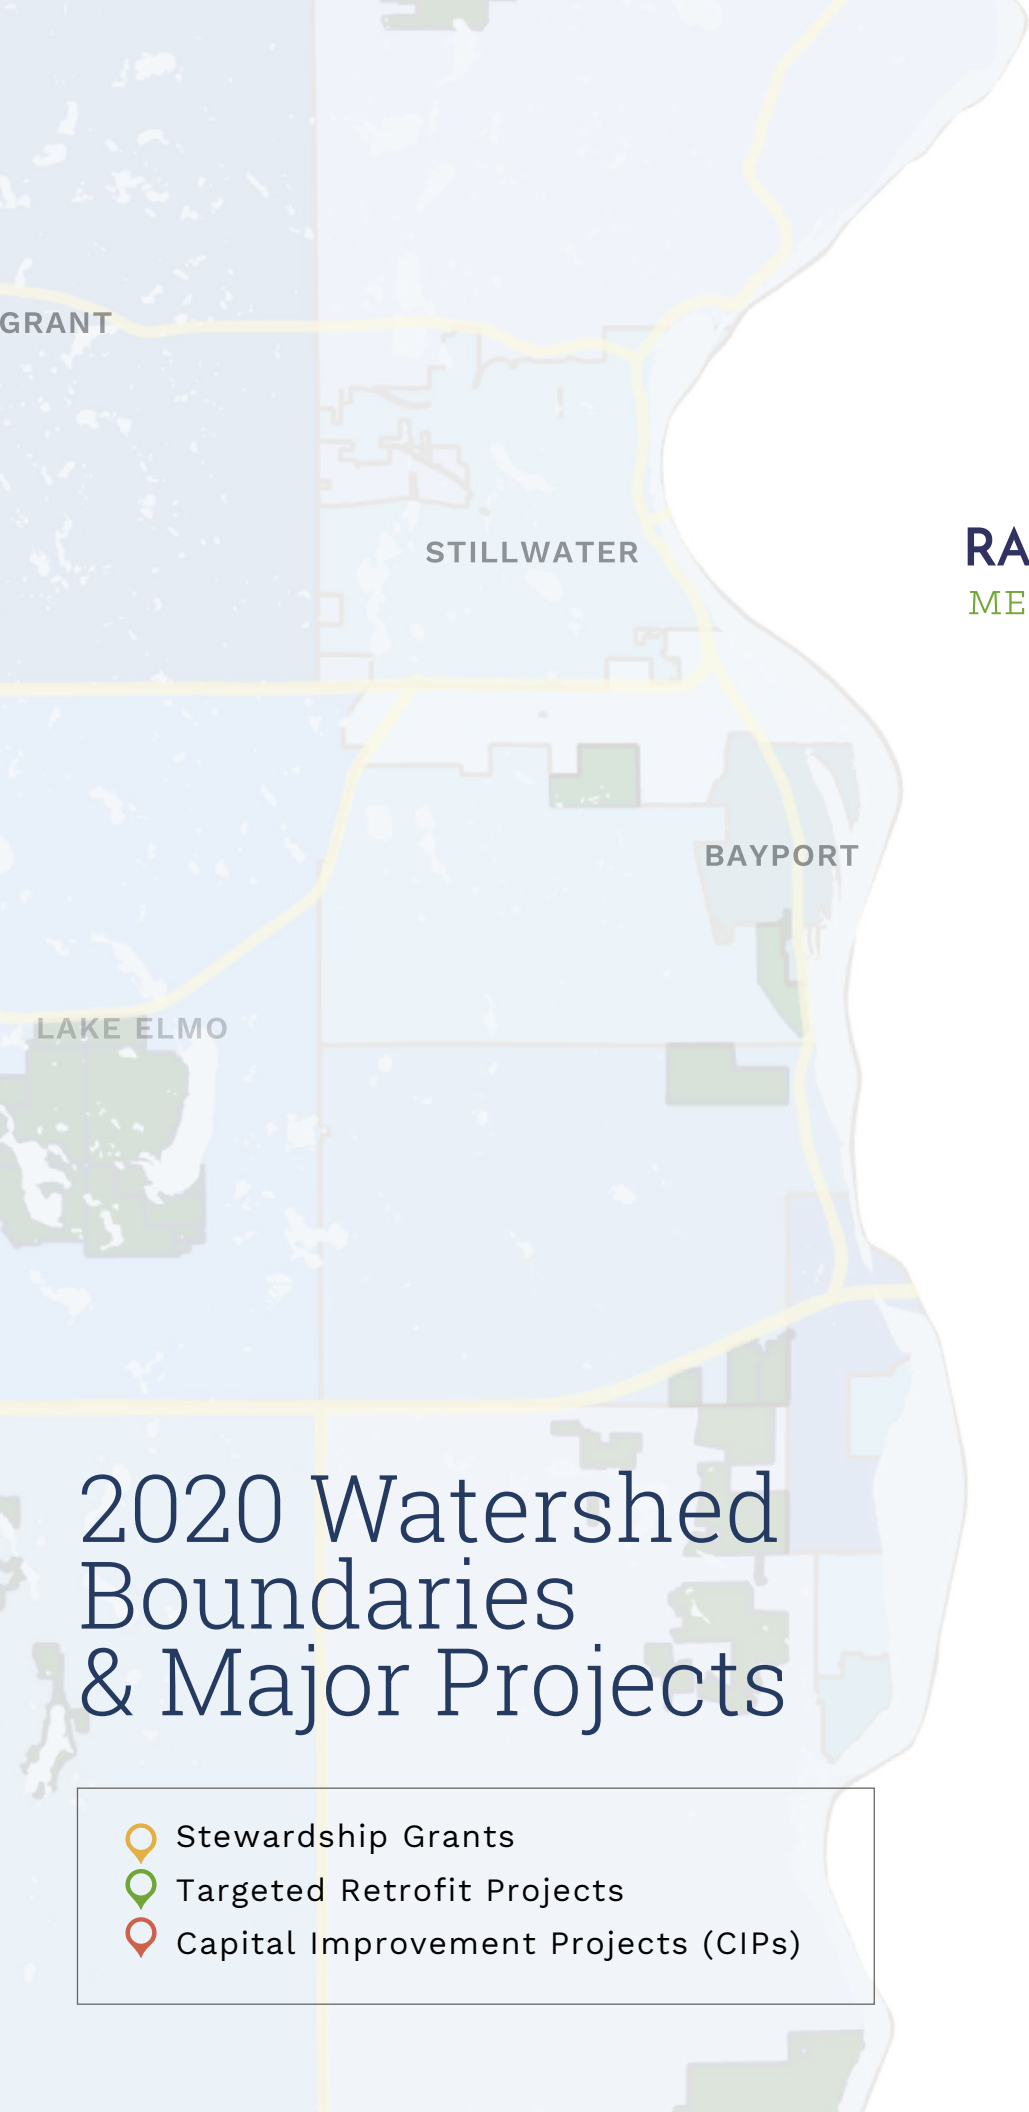 GRANT
STILLWATER
RA
ME
BAYPORT
LAKE ELMO
2020 Watershed
Boundaries
& Major Projects
Stewardship Grants
Targeted Retrofit Projects
Capital Improvement Projects (CIPs)